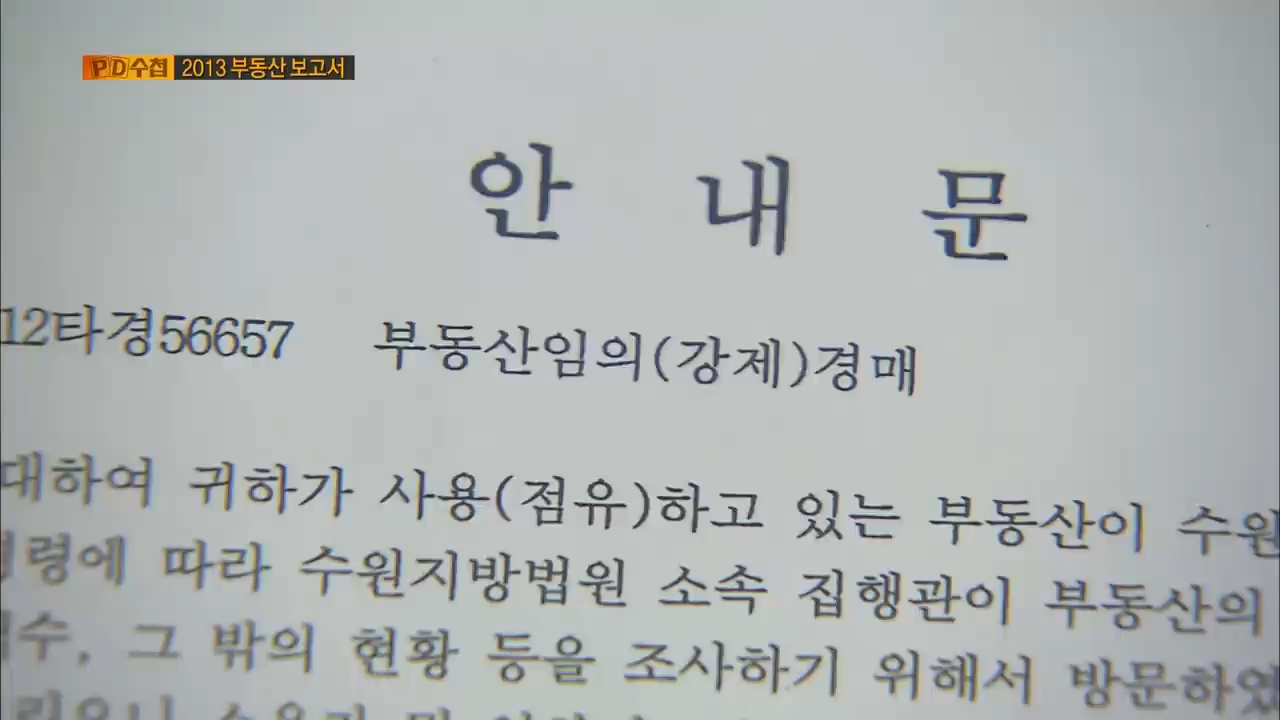 PD수첩 2013 부동산 보고서
안 내 문
12타경56657 부동산임의(강제)경매
대하여 귀하가 사용(점유)하고 있는 부동산이 수원
령에 따라 수원지방법원 소속 집행관이 부동산의
수, 그 밖의 현황 등을 조사하기 위해서 방문하였